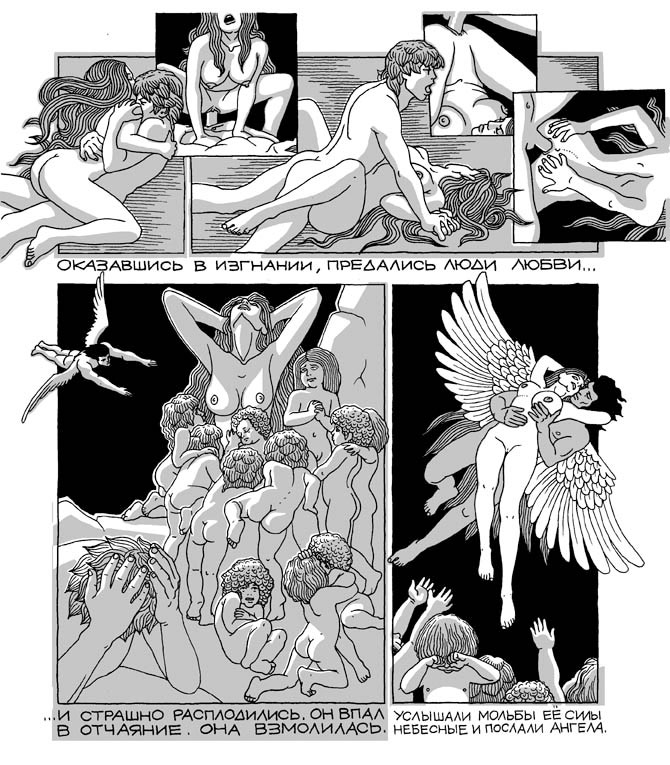 ОКАЗАВШИСЬ В ИЗГНАНИИ, ПРЕДАЛИСЬ ЛЮДИ ЛЮБВИ...
...И СТРАШНО РАСПЛОДИЛИСЬ. ОН ВПАЛ
В ОТЧАЯНИЕ. ОНА ВЗМОЛИЛАСЬ.
УСЛЫШАЛИ МОЛЬБЫ ЕЁ СИЛЫ
НЕБЕСНЫЕ И ПОСЛАЛИ АНГЕЛА.